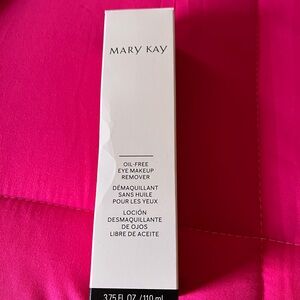 MARY KAY
OIL-FREE
EYE MAKEUP
REMOVER
DÉMAQUILLANT
SANS HUILE
POUR LES YEUX
LOCIÓN
DESMAQUILLANTE
DE OJOS
LIBRE DE ACEITE
3.75 FL. OZ. / 110 mL